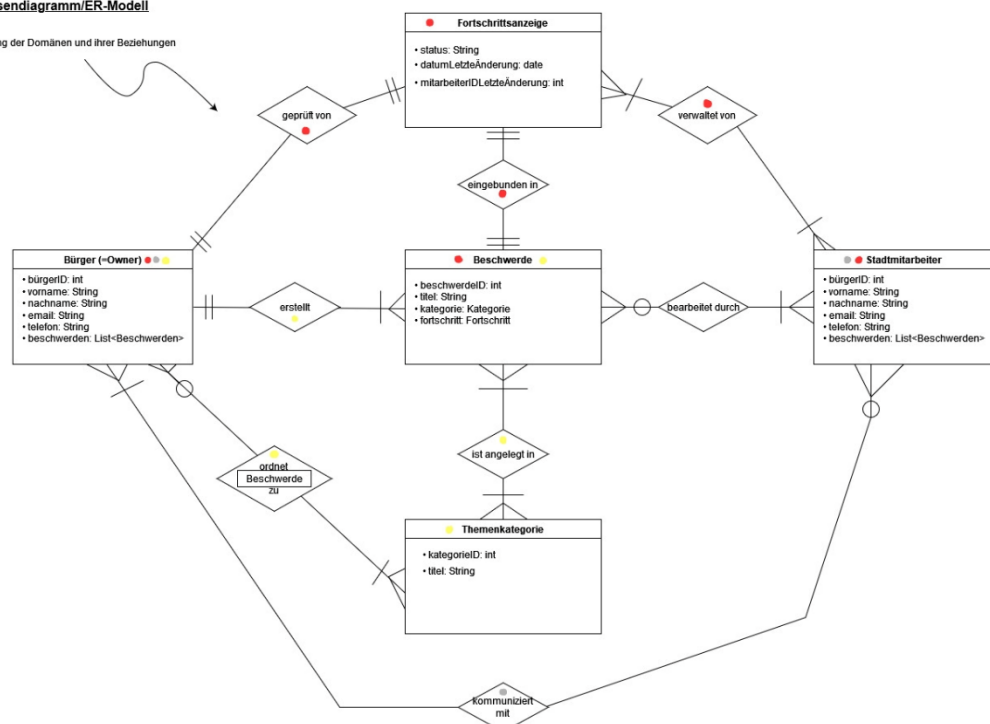 sendiagramm/ER-Modell
g der Domänen und ihrer Beziehungen
Fortschrittsanzeige
• status: String
• datumLetzteÄnderung: date
• mitarbeiterIDLetzteÄnderung: int
geprüft von
verwaltet von
eingebunden in
Bürger (=Owner)
• bürgerID: int
• vorname: String
• nachname: String
• email: String
• telefon: String
• beschwerden: List<Beschwerden>
erstellt
Beschwerde
• beschwerdeID: int
• titel: String
• kategorie: Kategorie
• fortschritt: Fortschritt
bearbeitet durch
Stadtmitarbeiter
• bürgerID: int
• vorname: String
• nachname: String
• email: String
• telefon: String
• beschwerden: List<Beschwerden>
ist angelegt in
ordnet
Beschwerde
zu
Themenkategorie
• kategorieID: int
• titel: String
kommuniziert
mit